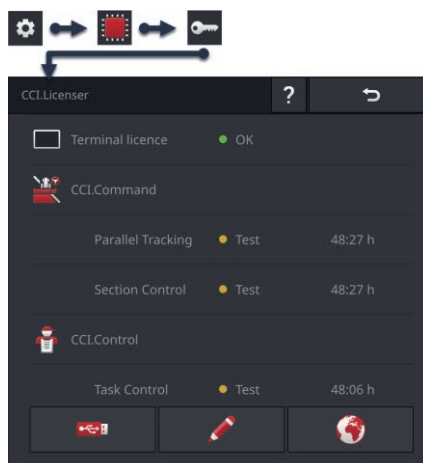 CCI.Licenser ?
Terminal licence OK
CCI.Command
Parallel Tracking Test 48:27 h
Section Control Test 48:27 h
CCI.Control
Task Control Test 48:06 h